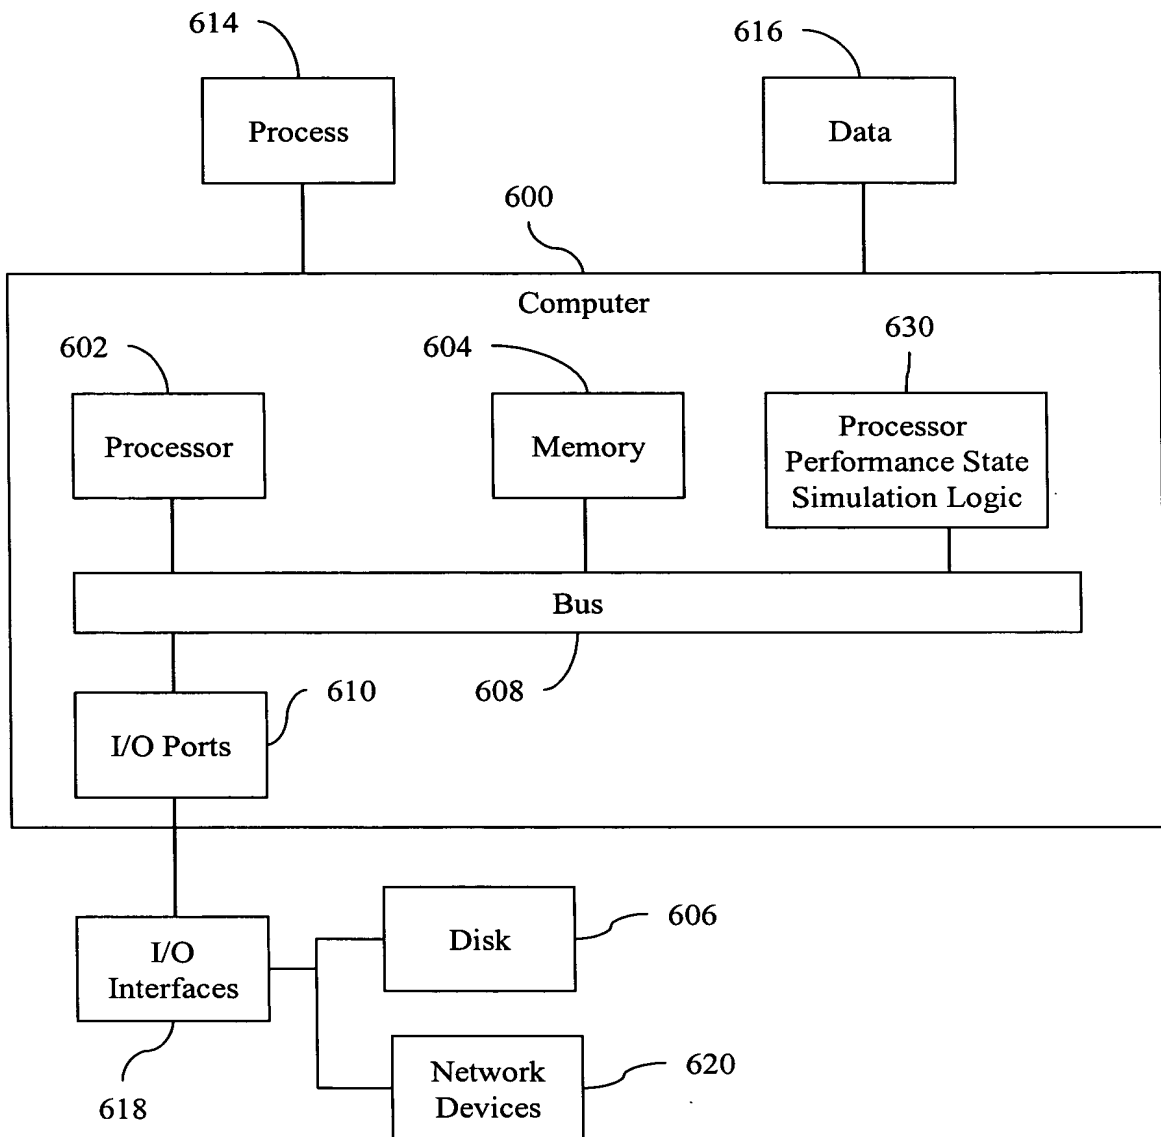 614
616
Process
Data
600
Computer
602
604
630
Processor
Memory
Processor
Performance State
Simulation Logic
Bus
610
608
I/O Ports
606
Disk
I/O
Interfaces
618
Network
Devices
620